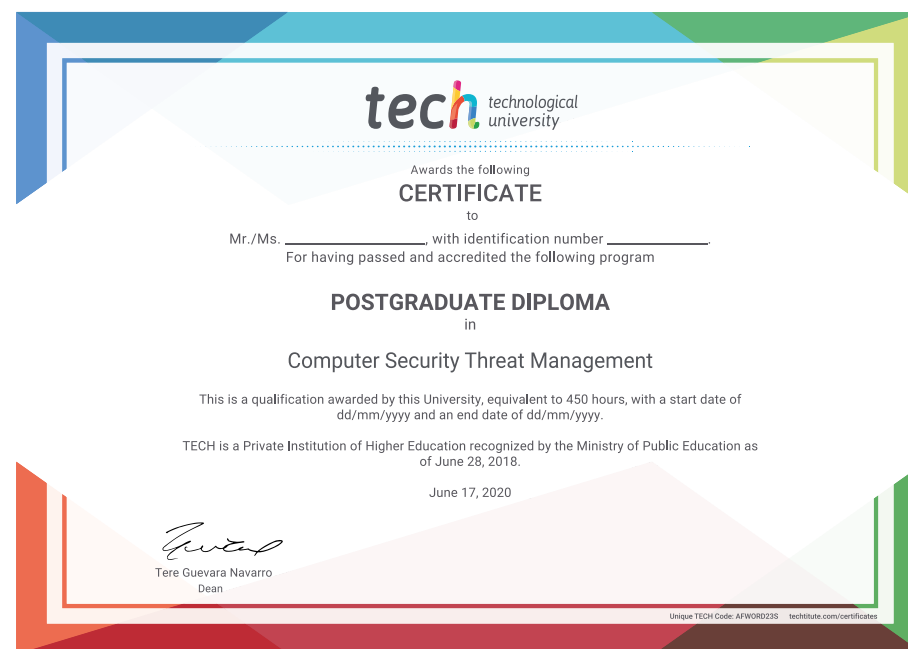 tech technological
university
Awards the following
CERTIFICATE
to
Mr./Ms. ____________________, with identification number ______________.
For having passed and accredited the following program
POSTGRADUATE DIPLOMA
in
Computer Security Threat Management
This is a qualification awarded by this University, equivalent to 450 hours, with a start date of
dd/mm/yyyy and an end date of dd/mm/yyyy.
TECH is a Private Institution of Higher Education recognized by the Ministry of Public Education as
of June 28, 2018.
June 17, 2020
Tere Guevara Navarro
Dean
Unique TECH Code: AFWORD23S techtitute.com/certificates